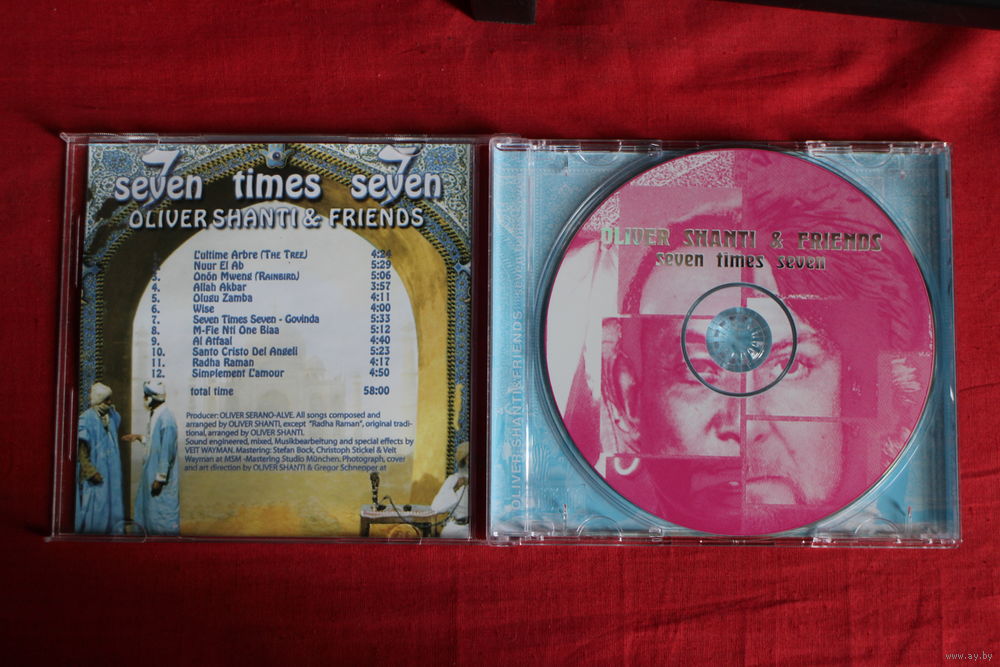 7 7
seven times seven
OLIVER SHANTI & FRIENDS
L'ultime Arbre (The Tree) 4:24
Nuur El Ab 5:29
3. Onön Mweng (Rainbird) 5:06
4. Allah Akbar 3:57
5. Olugu Zamba 4:11
6. Wise 4:00
7. Seven Times Seven - Govinda 5:33
8. M-Fie Nti One Biaa 5:12
9. Al Atfaal 4:40
10. Santo Cristo Del Angeli 5:23
11. Radha Raman 4:17
12. Simplement L'amour 4:50
total time 58:00
Producer: OLIVER SERANO-ALVE. All songs composed and
arranged by OLIVER SHANTI, except "Radha Raman", original tradi-
tional, arranged by OLIVER SHANTI.
Sound engineered, mixed, Musikbearbeitung and special effects by
VEIT WAYMAN. Mastering: Stefan Bock, Christoph Stickel & Veit
Wayman at MSM -Mastering Studio München. Photograph, cover
and art direction by OLIVER SHANTI & Gregor Schnepper at
OLIVER SHANTI & FRIENDS
OLIVER SHANTI & FRIENDS
seven times seven
www.ay.by